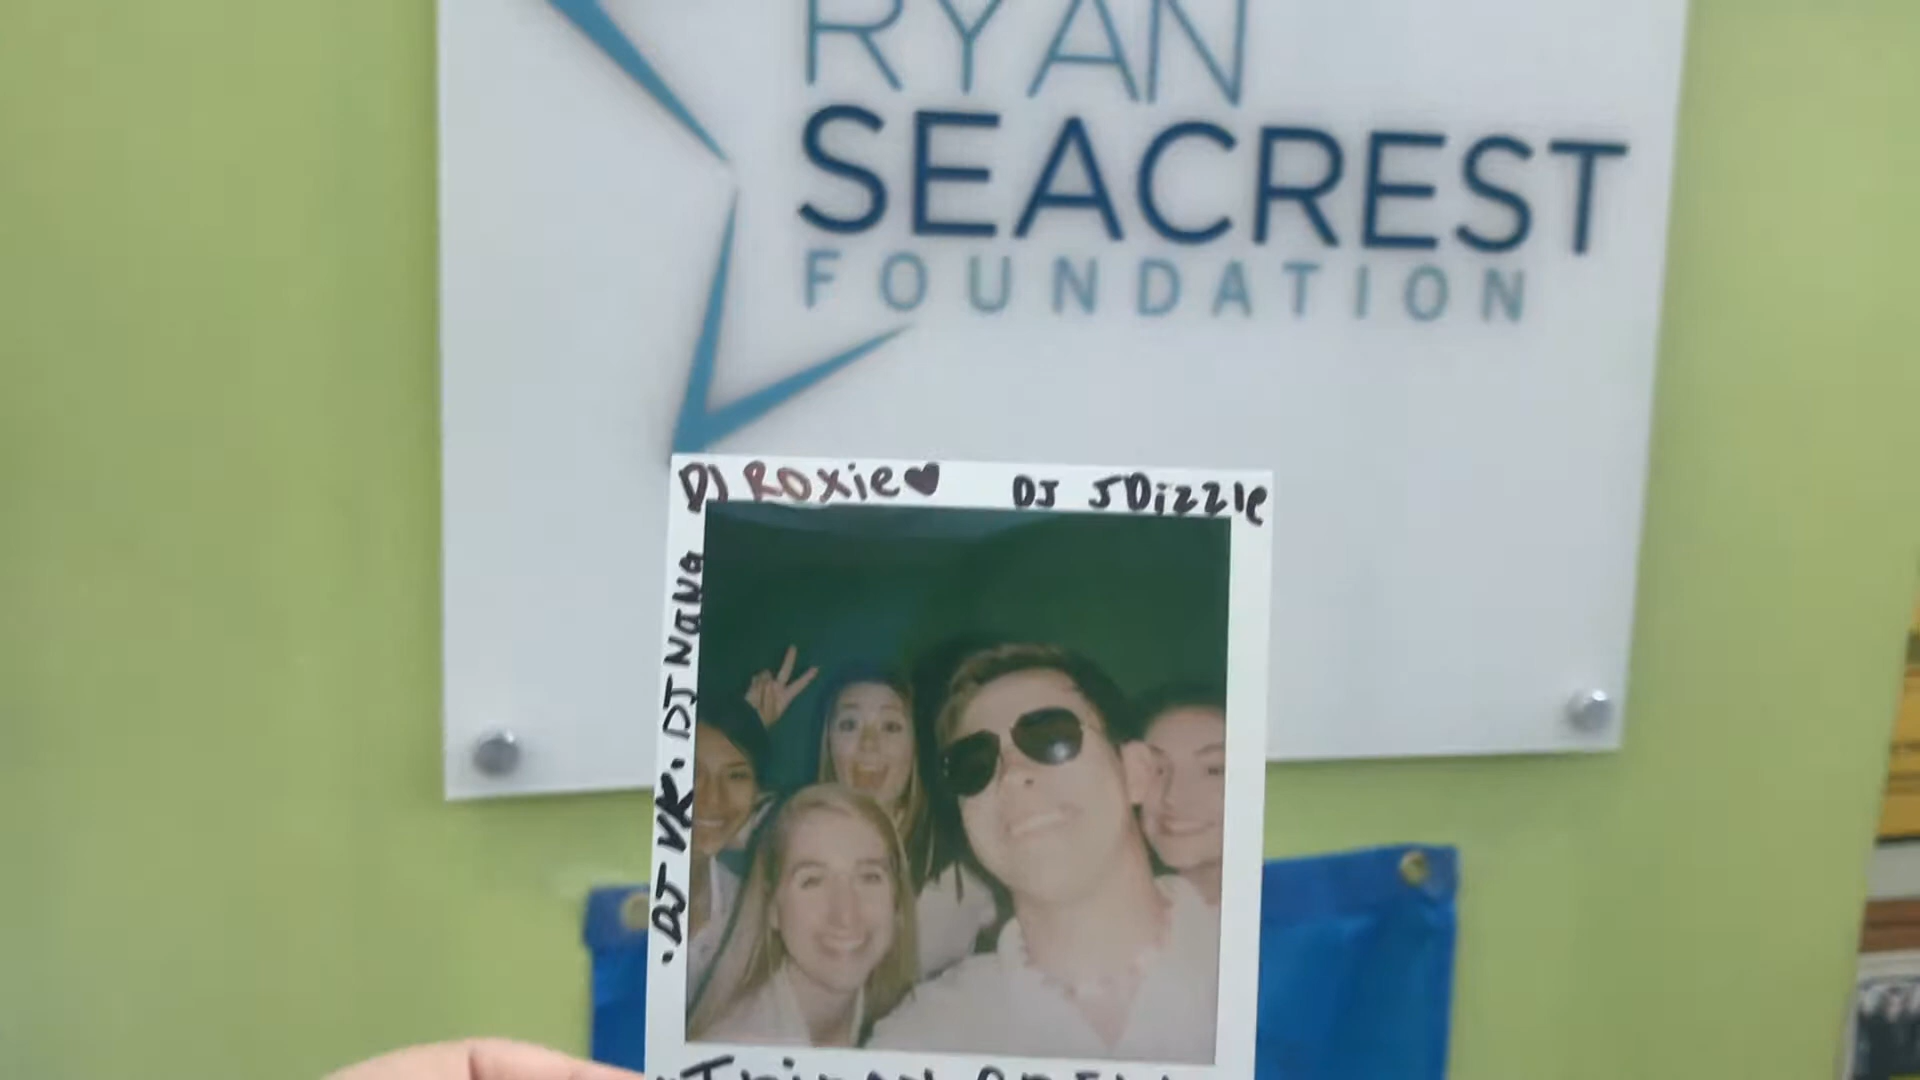 RYAN
SEACREST
FOUNDATION
DJ Roxie♥ DJ JDizzle
.DJ VK. DJ NaNa